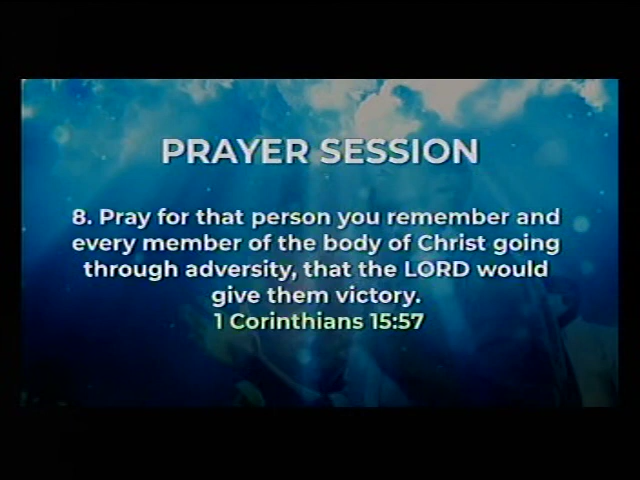 PRAYER SESSION
8. Pray for that person you remember and
every member of the body of Christ going
through adversity, that the LORD would
give them victory.
1 Corinthians 15:57